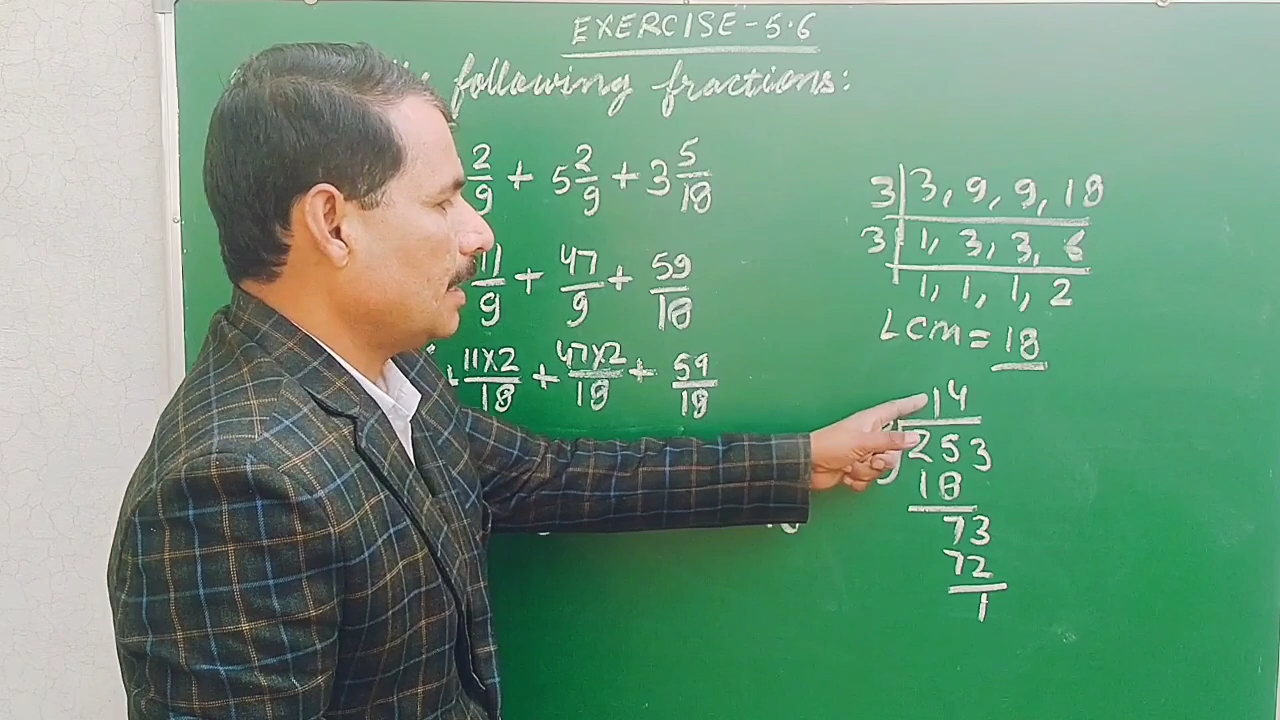 EXERCISE-5.6
following fractions:
2/9 + 5 2/9 + 3 5/18
11/9 + 47/9 + 59/18
11×2/18 + 47×2/18 + 59/18
3 | 3, 9, 9, 18
3 | 1, 3, 3, 6
1, 1, 1, 2
LCM = 18
14
253
18
73
72
1